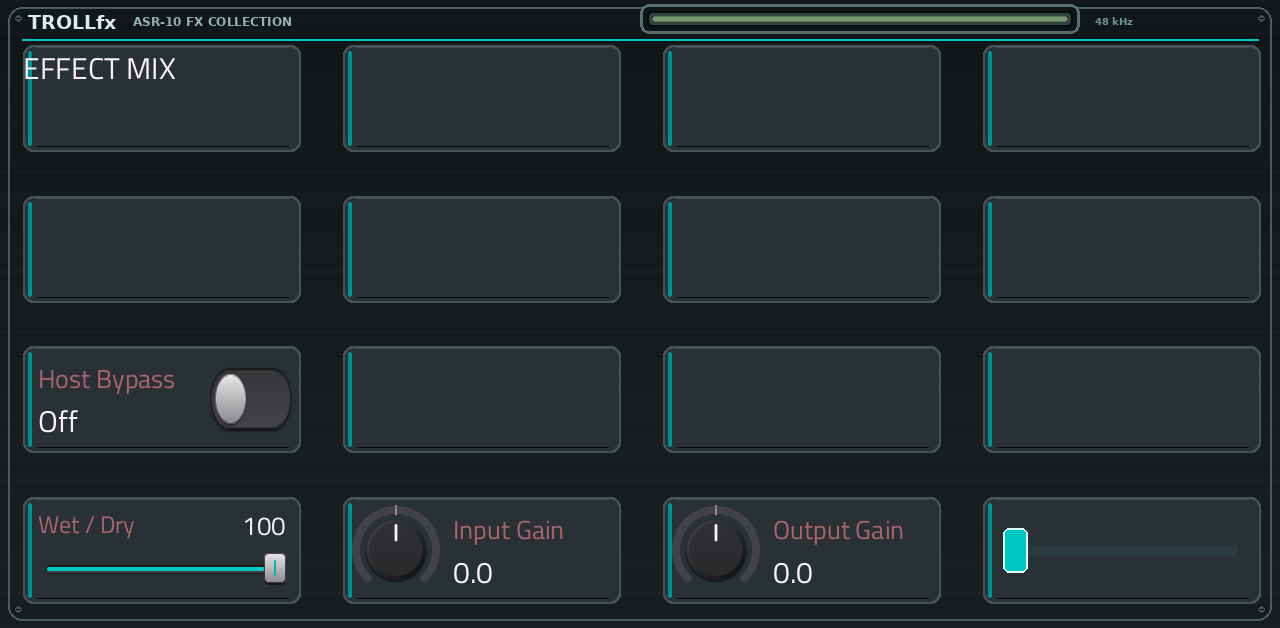 TROLLfx ASR-10 FX COLLECTION 48 kHz
EFFECT MIX
Host Bypass
Off
Wet / Dry 100
Input Gain
0.0
Output Gain
0.0